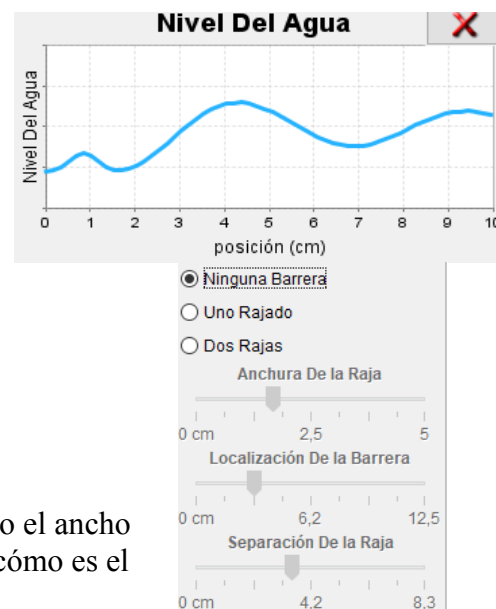 Nivel Del Agua
Nivel Del Agua
0 1 2 3 4 5 6 7 8 9 10
posición (cm)
Ninguna Barrera
Uno Rajado
Dos Rajas
Anchura De la Raja
0 cm 2,5 5
Localización De la Barrera
0 cm 6,2 12,5
Separación De la Raja
0 cm 4,2 8,3
o el ancho
cómo es el